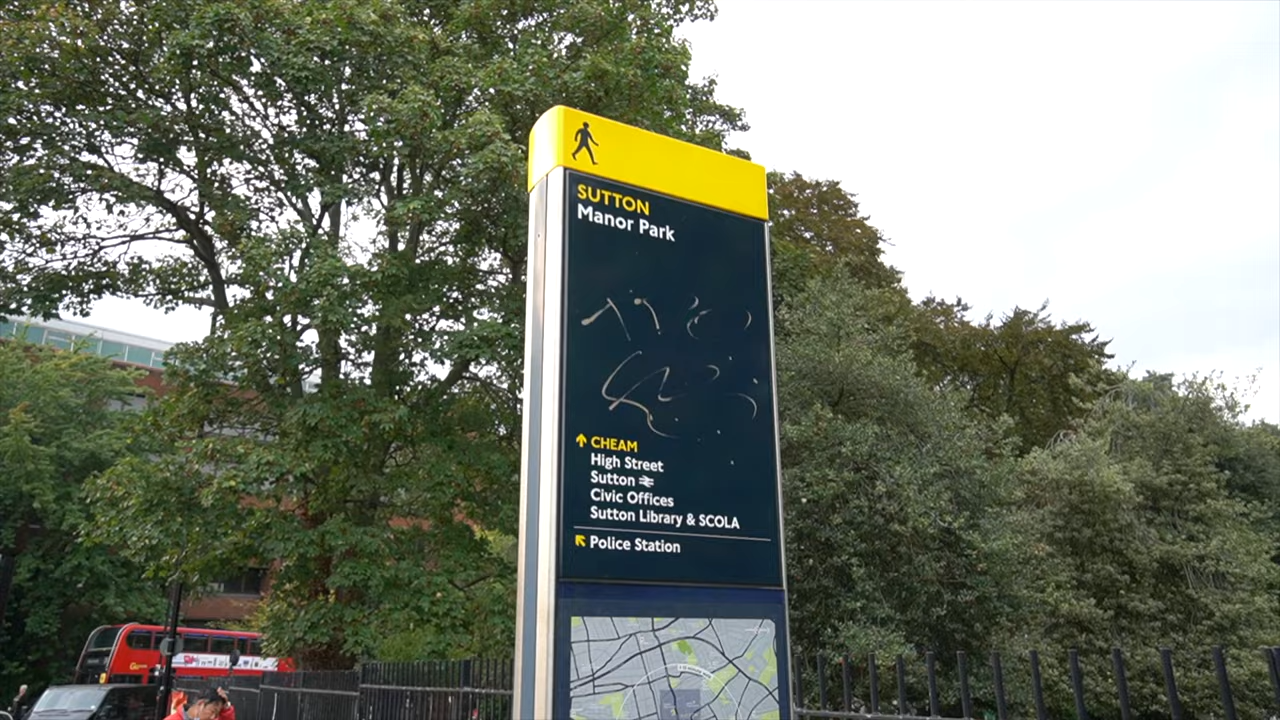 SUTTON
Manor Park
CHEAM
High Street
Sutton
Civic Offices
Sutton Library & SCOLA
Police Station